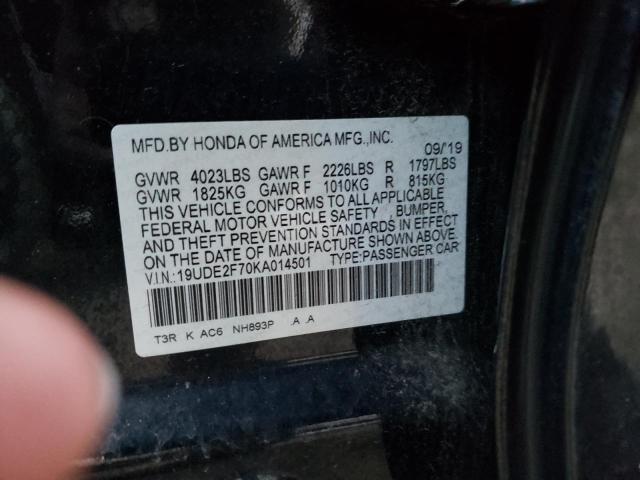 MFD.BY HONDA OF AMERICA MFG.,INC. 09/19
GVWR 4023LBS GAWR F 2226LBS R 1797LBS
GVWR 1825KG GAWR F 1010KG R 815KG
THIS VEHICLE CONFORMS TO ALL APPLICABLE
FEDERAL MOTOR VEHICLE SAFETY , BUMPER,
AND THEFT PREVENTION STANDARDS IN EFFECT
ON THE DATE OF MANUFACTURE SHOWN ABOVE.
V.I.N.:19UDE2F70KA014501 TYPE:PASSENGER CAR
T3R K AC6 NH893P .A .A